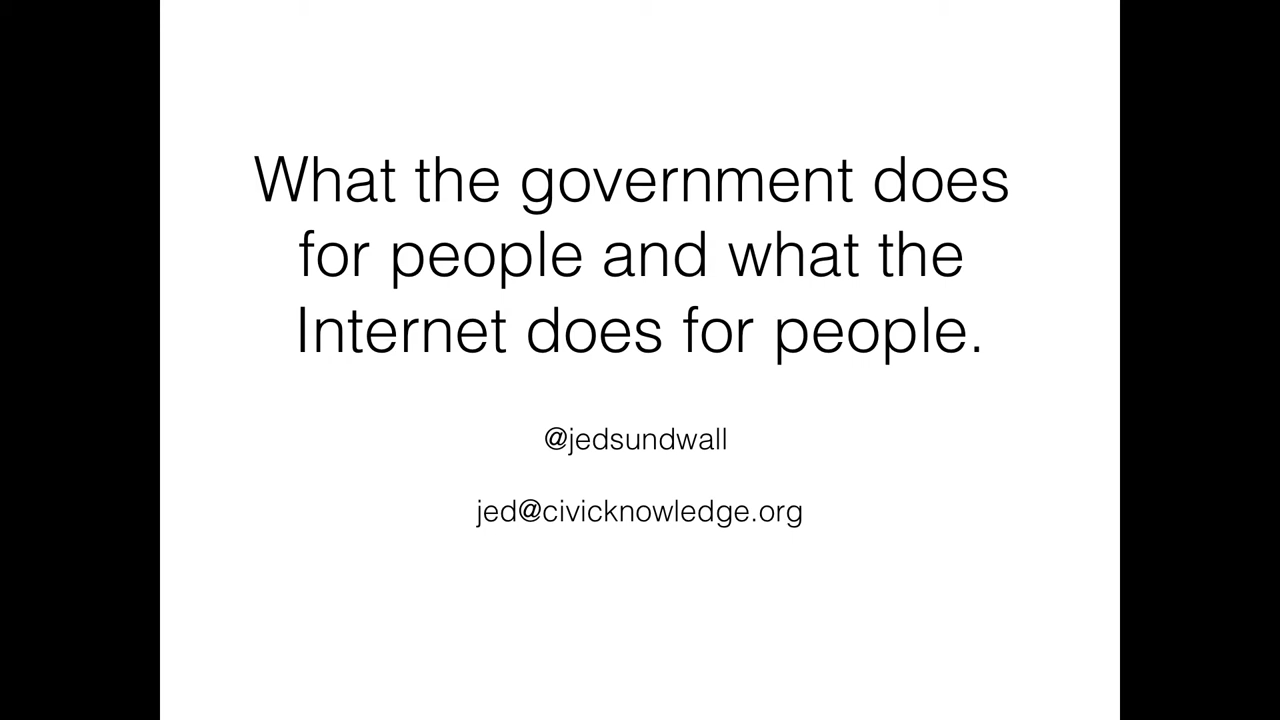 What the government does
for people and what the
Internet does for people.
@jedsundwall
jed@civicknowledge.org